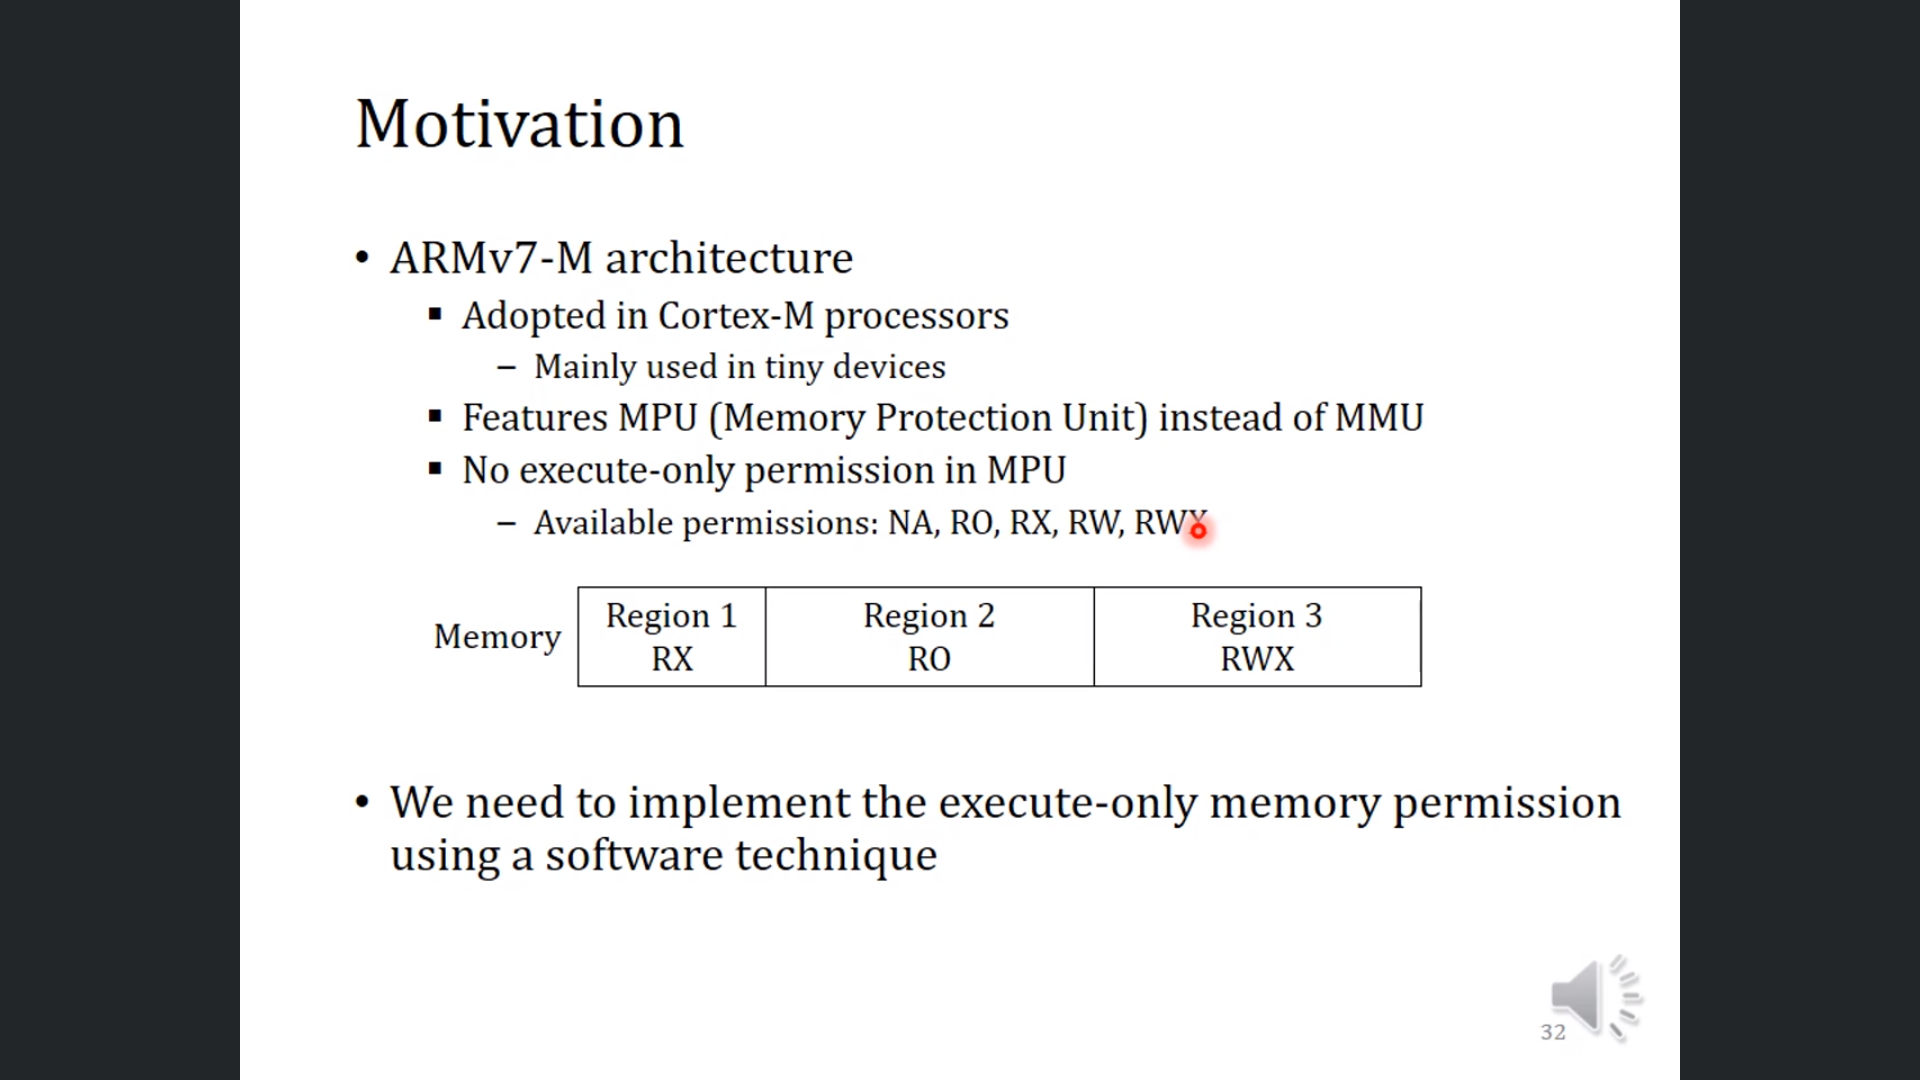 Motivation
• ARMv7-M architecture
▪ Adopted in Cortex-M processors
– Mainly used in tiny devices
▪ Features MPU (Memory Protection Unit) instead of MMU
▪ No execute-only permission in MPU
– Available permissions: NA, RO, RX, RW, RWX
Memory
Region 1
RX
Region 2
RO
Region 3
RWX
• We need to implement the execute-only memory permission
using a software technique
32